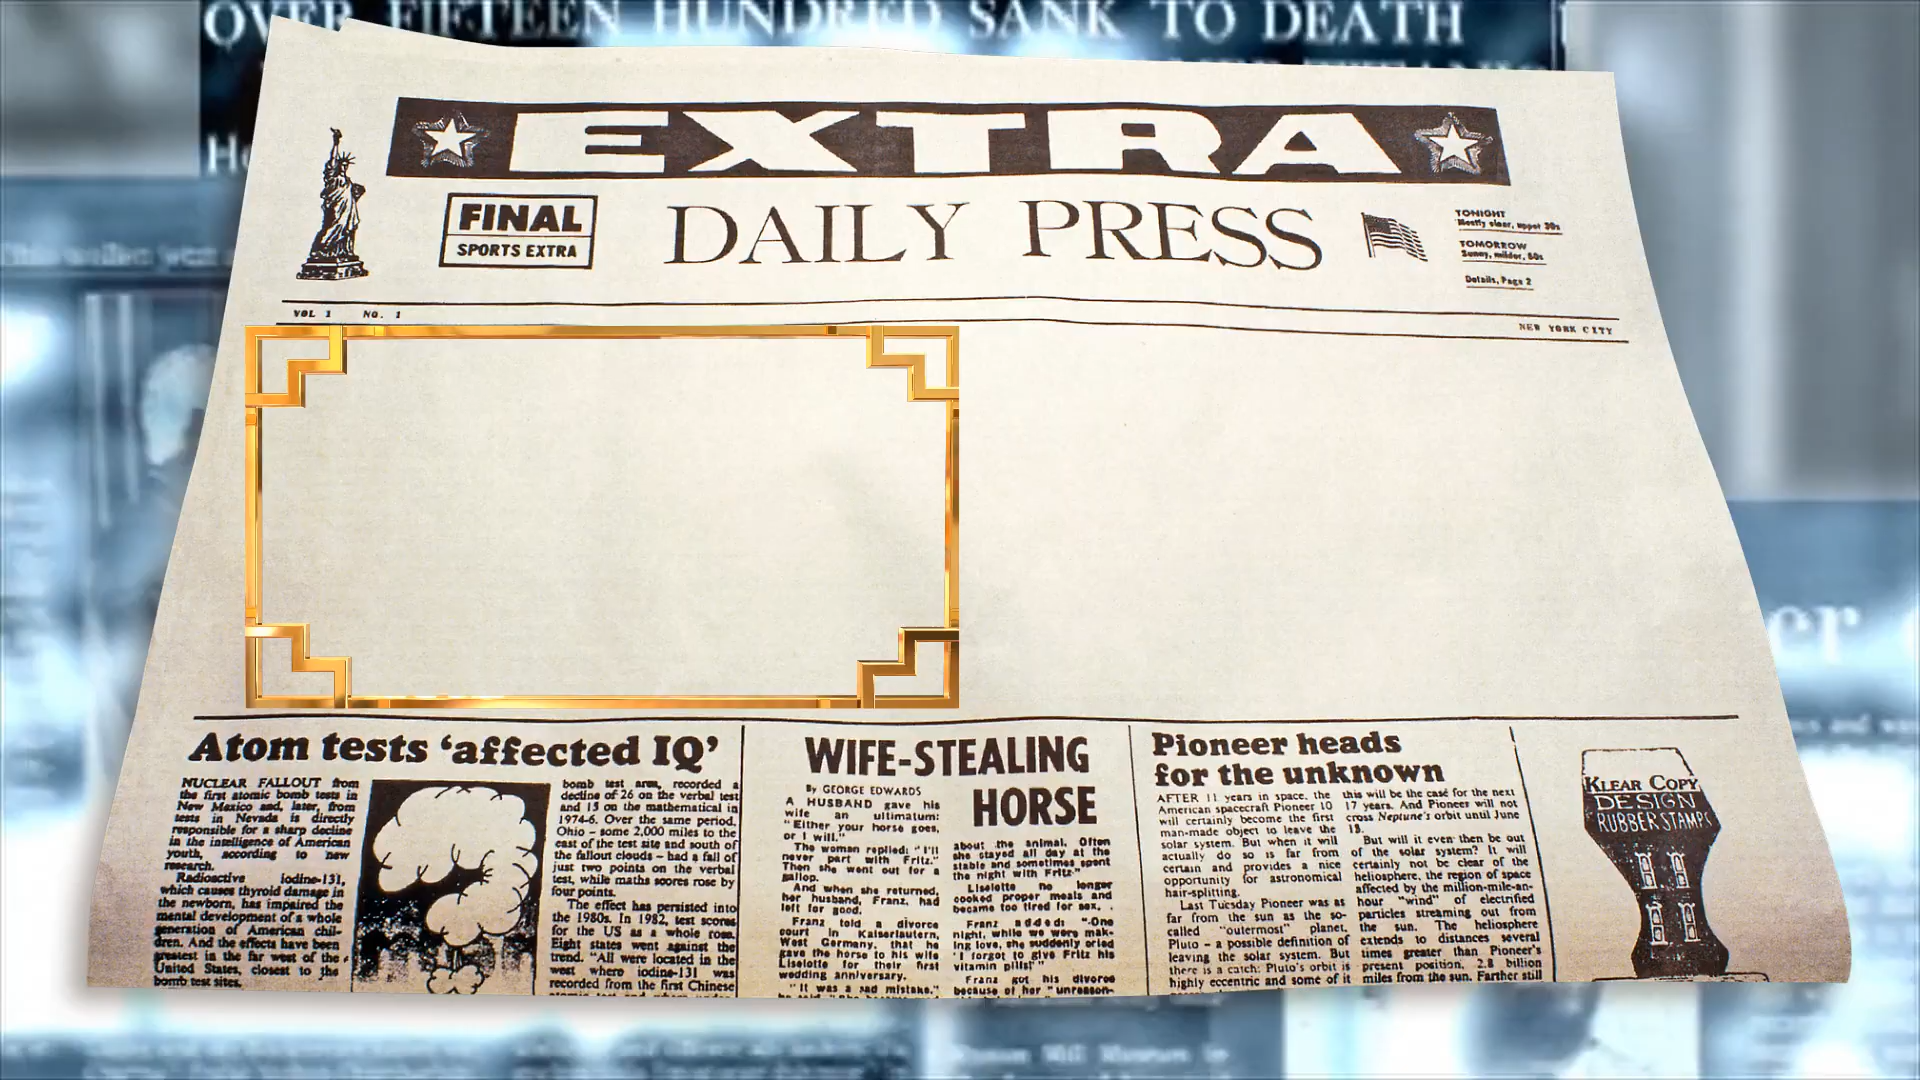 OVER FIFTEEN HUNDRED SANK TO DEATH
EXTRA
FINAL
SPORTS EXTRA
DAILY PRESS
TONIGHT
Mostly clear, upper 30s
TOMORROW
Sunny, milder, 50s
Details, Page 2
VOL 1 NO. 1
NEW YORK CITY
Atom tests ‘affected IQ’
NUCLEAR FALLOUT from
the first atomic bomb tests in
New Mexico and, later, from
tests in Nevada is directly
responsible for a sharp decline
in the intelligence of American
youth, according to new
research.
Radioactive iodine-131,
which causes thyroid damage in
the newborn, has impaired the
mental development of a whole
generation of American chil-
dren. And the effects have been
greatest in the far west of the
United States, closest to the
bomb test sites.
bomb test area, recorded a
decline of 26 on the verbal test
and 15 on the mathematical in
1974-6. Over the same period,
Ohio – some 2,000 miles to the
east of the test site and south of
the fallout clouds – had a fall of
just two points on the verbal
test, while maths scores rose by
four points.
The effect has persisted into
the 1980s. In 1982, test scores
for the US as a whole rose.
Eight states went against the
trend. “All were located in the
west where iodine-131 was
recorded from the first Chinese
WIFE-STEALING
HORSE
By GEORGE EDWARDS
A HUSBAND gave his
wife an ultimatum:
“Either your horse goes,
or I will.”
The woman replied: “I’ll
never part with Fritz.”
Then she went out for a
gallop.
And when she returned,
her husband, Franz, had
left for good.
Franz told a divorce
court in Kaiserlautern,
West Germany, that he
gave the horse to his wife
Liselotte for their first
wedding anniversary.
“It was a sad mistake,”
about the animal. Often
she stayed all day at the
stable and sometimes spent
the night with Fritz.”
Liselotte no longer
cooked proper meals and
became too tired for sex.
Franz added: “One
night, while we were mak-
ing love, she suddenly cried
‘I forgot to give Fritz his
vitamin pills!’”
Franz got his divorce
because of her “unreason-
Pioneer heads
for the unknown
AFTER 11 years in space, the
American spacecraft Pioneer 10
will certainly become the first
man-made object to leave the
solar system. But when it will
actually do so is far from
certain and provides a nice
opportunity for astronomical
hair-splitting.
Last Tuesday Pioneer was as
far from the sun as the so-
called “outermost” planet,
Pluto – a possible definition of
leaving the solar system. But
there is a catch: Pluto’s orbit is
highly eccentric and some of it
this will be the case for the next
17 years. And Pioneer will not
cross Neptune’s orbit until June
13.
But will it even then be out
of the solar system? It will
certainly not be clear of the
heliosphere, the region of space
affected by the million-mile-an-
hour “wind” of electrified
particles streaming out from
the sun. The heliosphere
extends to distances several
times greater than Pioneer’s
present position, 2.8 billion
miles from the sun. Farther still
KLEAR COPY
DESIGN
RUBBER STAMPS